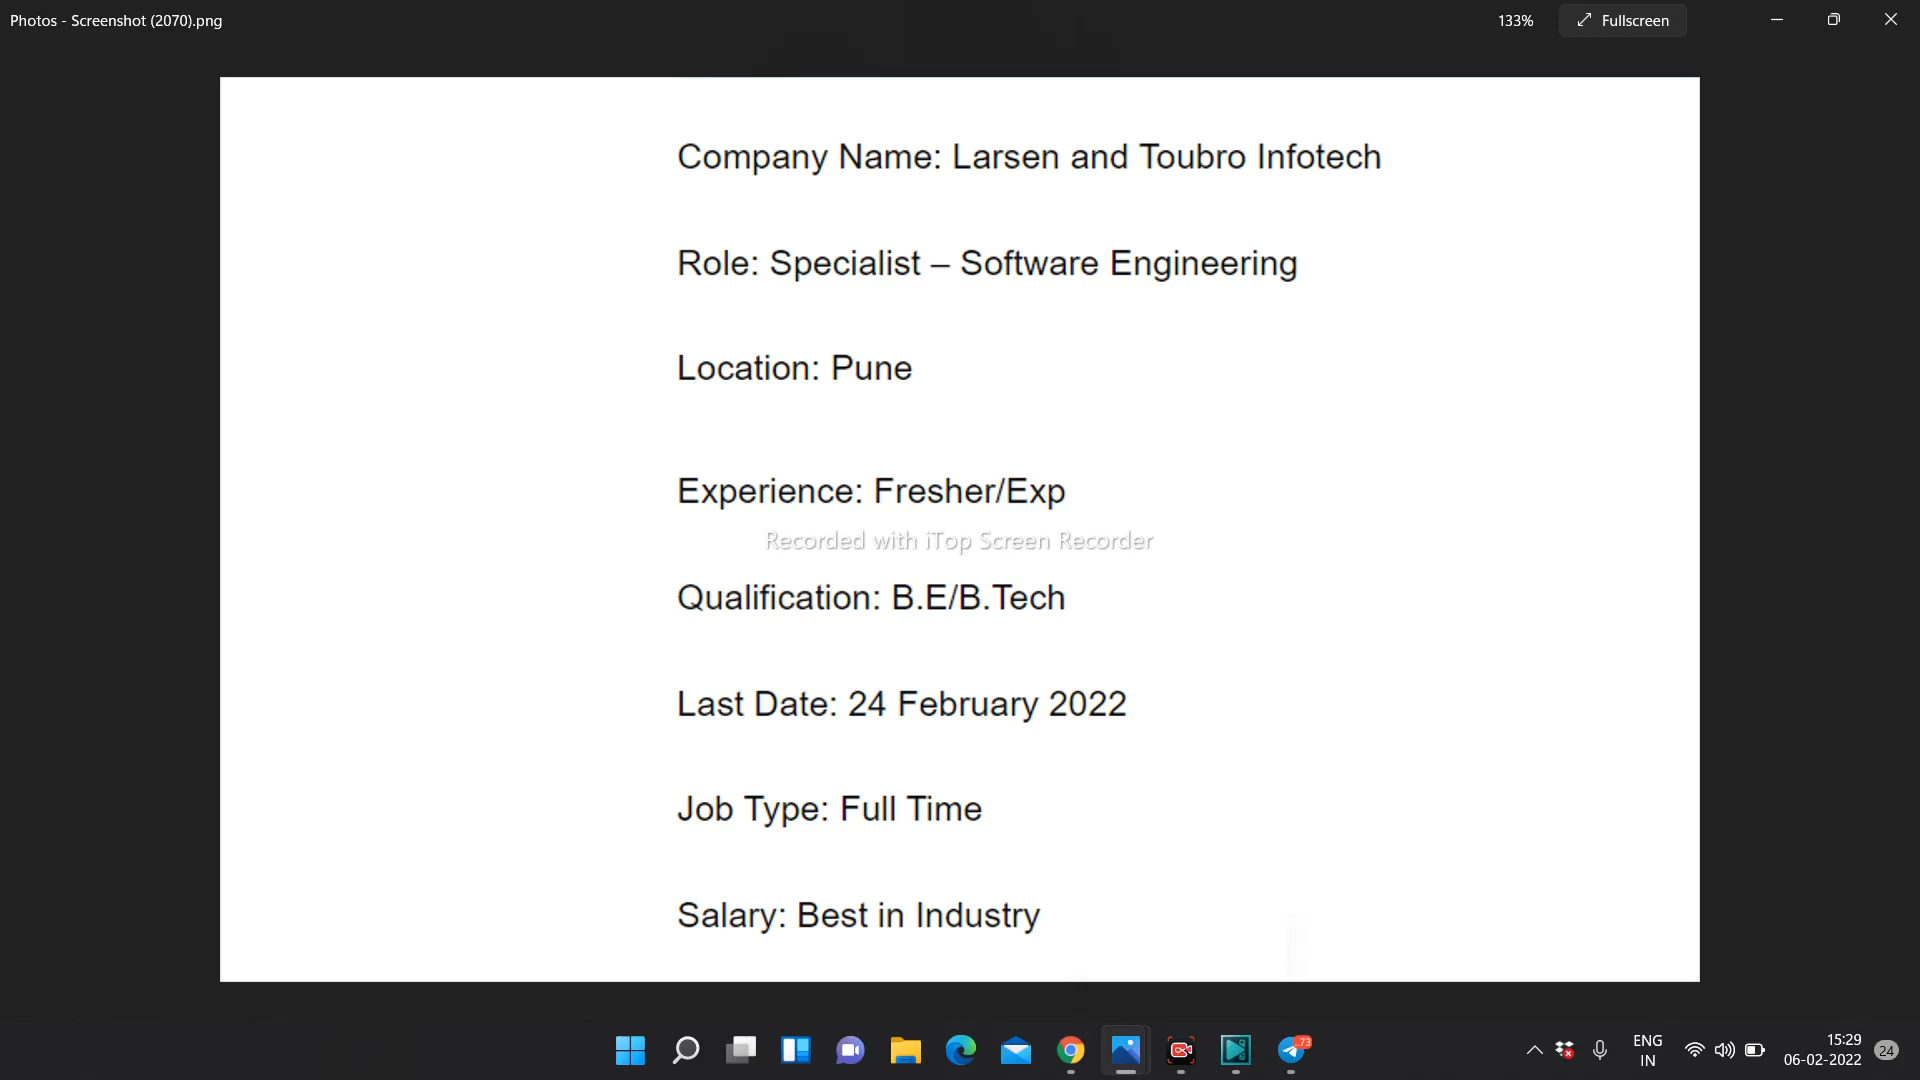 Photos - Screenshot (2070).png
133%
Fullscreen
Company Name: Larsen and Toubro Infotech
Role: Specialist – Software Engineering
Location: Pune
Experience: Fresher/Exp
Recorded with iTop Screen Recorder
Qualification: B.E/B.Tech
Last Date: 24 February 2022
Job Type: Full Time
Salary: Best in Industry
73
ENG
IN
15:29
06-02-2022
24